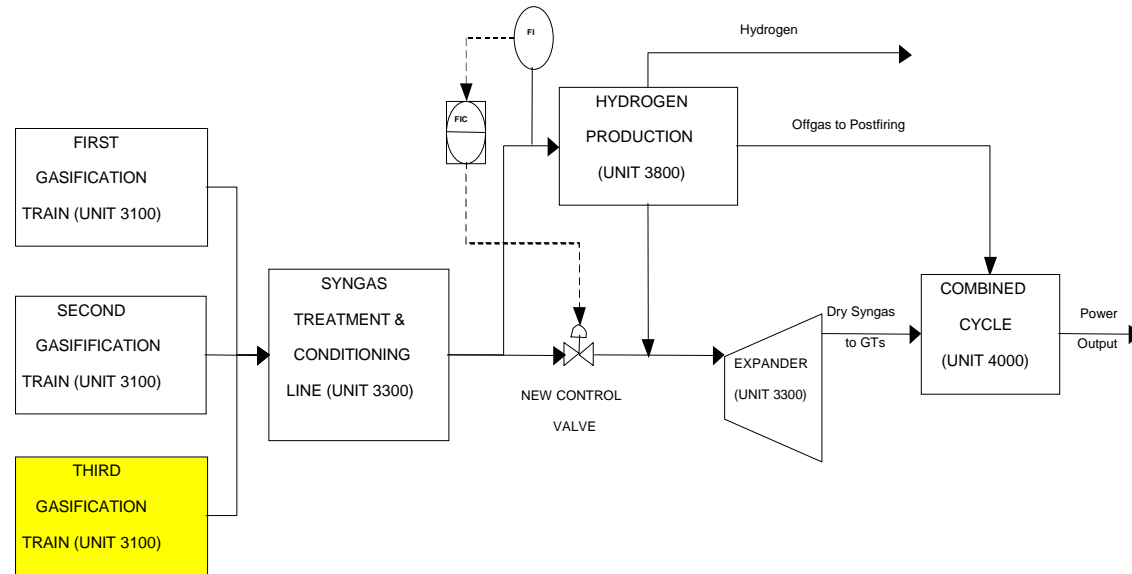 FI
Hydrogen
FIC
HYDROGEN
PRODUCTION
(UNIT 3800)
Offgas to Postfiring
FIRST
GASIFICATION
TRAIN (UNIT 3100)
SECOND
GASIFIFICATION
TRAIN (UNIT 3100)
THIRD
GASIFICATION
TRAIN (UNIT 3100)
SYNGAS
TREATMENT &
CONDITIONING
LINE (UNIT 3300)
NEW CONTROL
VALVE
EXPANDER
(UNIT 3300)
Dry Syngas
to GTs
COMBINED
CYCLE
(UNIT 4000)
Power
Output